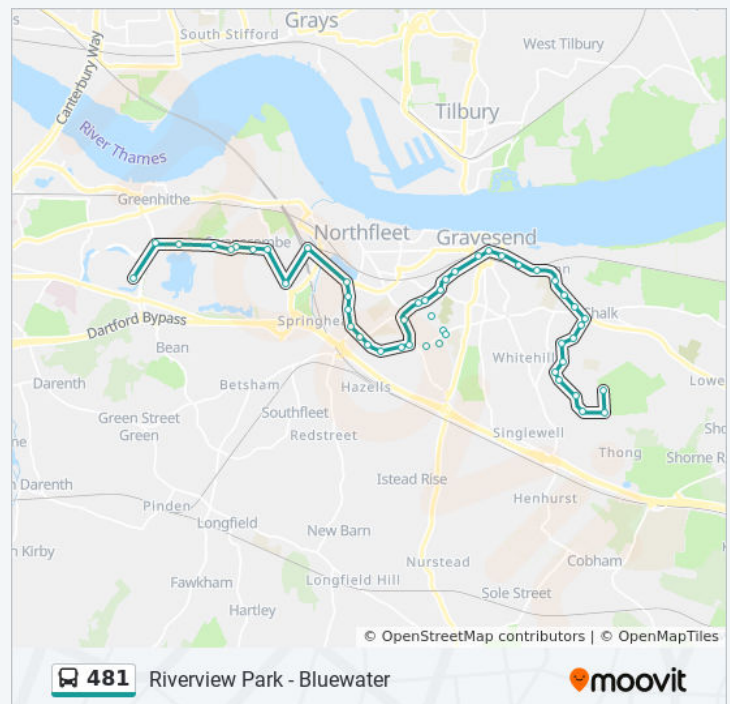 Grays
South Stifford
West Tilbury
Canterbury Way
Tilbury
River Thames
Greenhithe
Northfleet
Gravesend
Chalk
Dartford Bypass
Bean
Whitehill
Darenth
Betsham
Hazells
Lowe
Green Street
Green
Southfleet
Redstreet
Singlewell
Thong
Shorne R
Darenth
Istead Rise
Pinden
Henhurst
Longfield
New Barn
Kirby
Nurstead
Cobham
Fawkham
Longfield Hill
Sole Street
Hartley
© OpenStreetMap contributors | © OpenMapTiles
481 Riverview Park - Bluewater
moovit